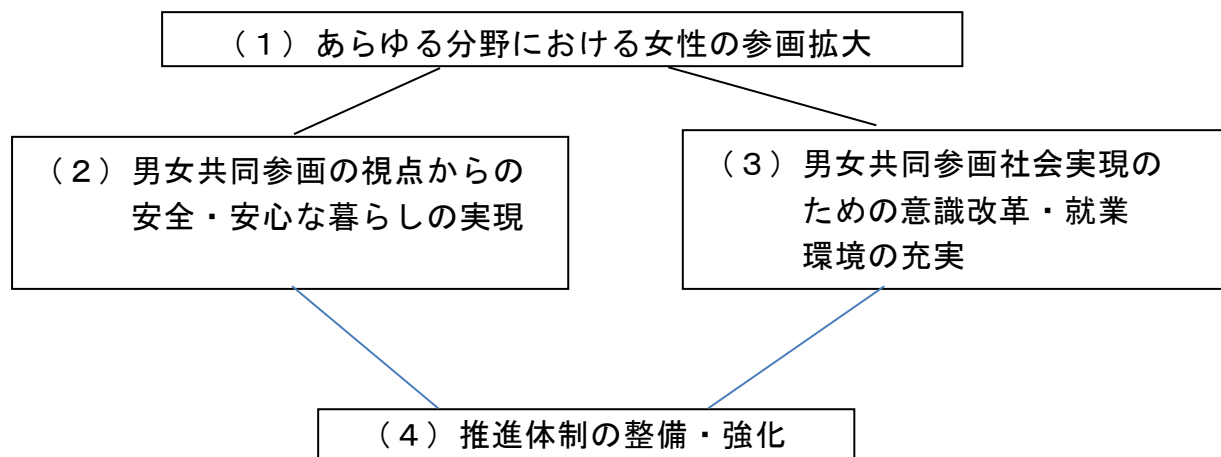 （１）あらゆる分野における女性の参画拡大
（２）男女共同参画の視点からの
安全・安心な暮らしの実現
（３）男女共同参画社会実現の
ための意識改革・就業
環境の充実
（４）推進体制の整備・強化